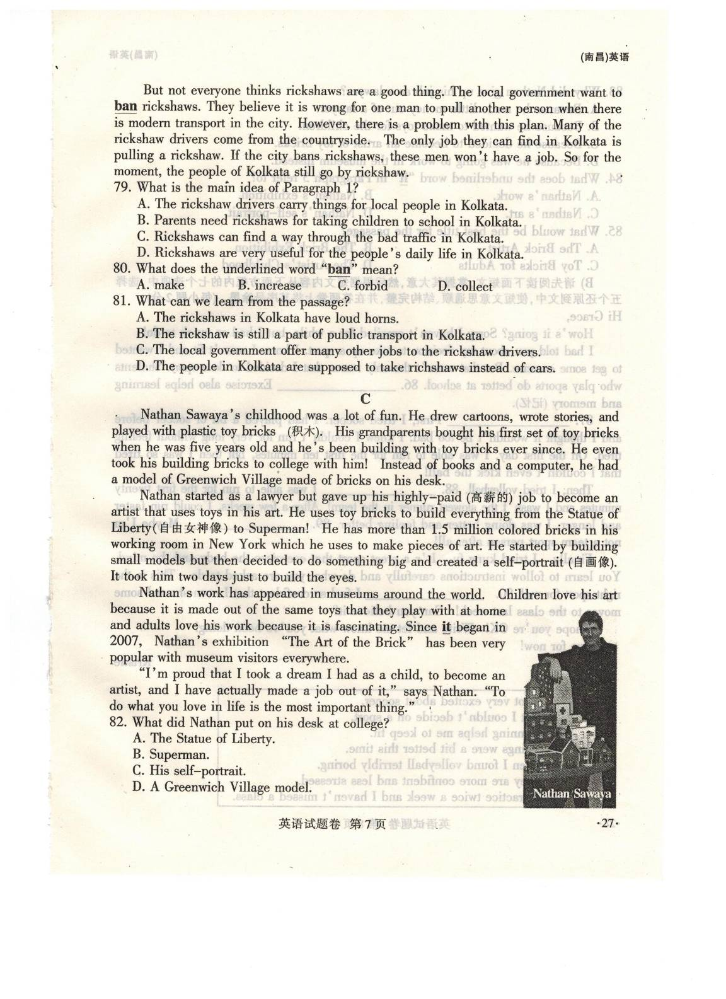 (南昌)英语
But not everyone thinks rickshaws are a good thing. The local government want to
ban rickshaws. They believe it is wrong for one man to pull another person when there
is modern transport in the city. However, there is a problem with this plan. Many of the
rickshaw drivers come from the countryside. The only job they can find in Kolkata is
pulling a rickshaw. If the city bans rickshaws, these men won't have a job. So for the
moment, the people of Kolkata still go by rickshaw.
79. What is the main idea of Paragraph 1?
A. The rickshaw drivers carry things for local people in Kolkata.
B. Parents need rickshaws for taking children to school in Kolkata.
C. Rickshaws can find a way through the bad traffic in Kolkata.
D. Rickshaws are very useful for the people's daily life in Kolkata.
80. What does the underlined word “ban” mean?
A. make B. increase C. forbid D. collect
81. What can we learn from the passage?
A. The rickshaws in Kolkata have loud horns.
B. The rickshaw is still a part of public transport in Kolkata.
C. The local government offer many other jobs to the rickshaw drivers.
D. The people in Kolkata are supposed to take richshaws instead of cars.
C
Nathan Sawaya's childhood was a lot of fun. He drew cartoons, wrote stories, and
played with plastic toy bricks (积木). His grandparents bought his first set of toy bricks
when he was five years old and he's been building with toy bricks ever since. He even
took his building bricks to college with him! Instead of books and a computer, he had
a model of Greenwich Village made of bricks on his desk.
Nathan started as a lawyer but gave up his highly-paid (高薪的) job to become an
artist that uses toys in his art. He uses toy bricks to build everything from the Statue of
Liberty(自由女神像) to Superman! He has more than 1.5 million colored bricks in his
working room in New York which he uses to make pieces of art. He started by building
small models but then decided to do something big and created a self-portrait (自画像).
It took him two days just to build the eyes.
Nathan's work has appeared in museums around the world. Children love his art
because it is made out of the same toys that they play with at home
and adults love his work because it is fascinating. Since it began in
2007, Nathan's exhibition “The Art of the Brick” has been very
popular with museum visitors everywhere.
“I'm proud that I took a dream I had as a child, to become an
artist, and I have actually made a job out of it,” says Nathan. “To
do what you love in life is the most important thing.”
82. What did Nathan put on his desk at college?
A. The Statue of Liberty.
B. Superman.
C. His self-portrait.
D. A Greenwich Village model.
Nathan Sawaya
英语试题卷 第7页
·27·